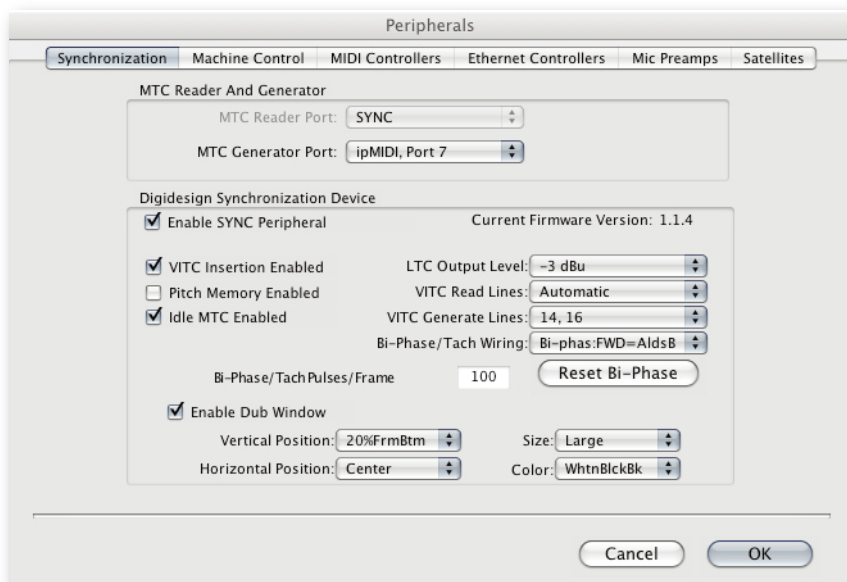 Peripherals
Synchronization Machine Control MIDI Controllers Ethernet Controllers Mic Preamps Satellites
MTC Reader And Generator
MTC Reader Port: SYNC
MTC Generator Port: ipMIDI, Port 7
Digidesign Synchronization Device
Enable SYNC Peripheral Current Firmware Version: 1.1.4
VITC Insertion Enabled LTC Output Level: -3 dBu
Pitch Memory Enabled VITC Read Lines: Automatic
Idle MTC Enabled VITC Generate Lines: 14, 16
Bi-Phase/Tach Wiring: Bi-phas:FWD=AldsB
Bi-Phase/Tach Pulses/Frame 100 Reset Bi-Phase
Enable Dub Window
Vertical Position: 20%FrmBtm Size: Large
Horizontal Position: Center Color: WhtnBlckBk
Cancel OK